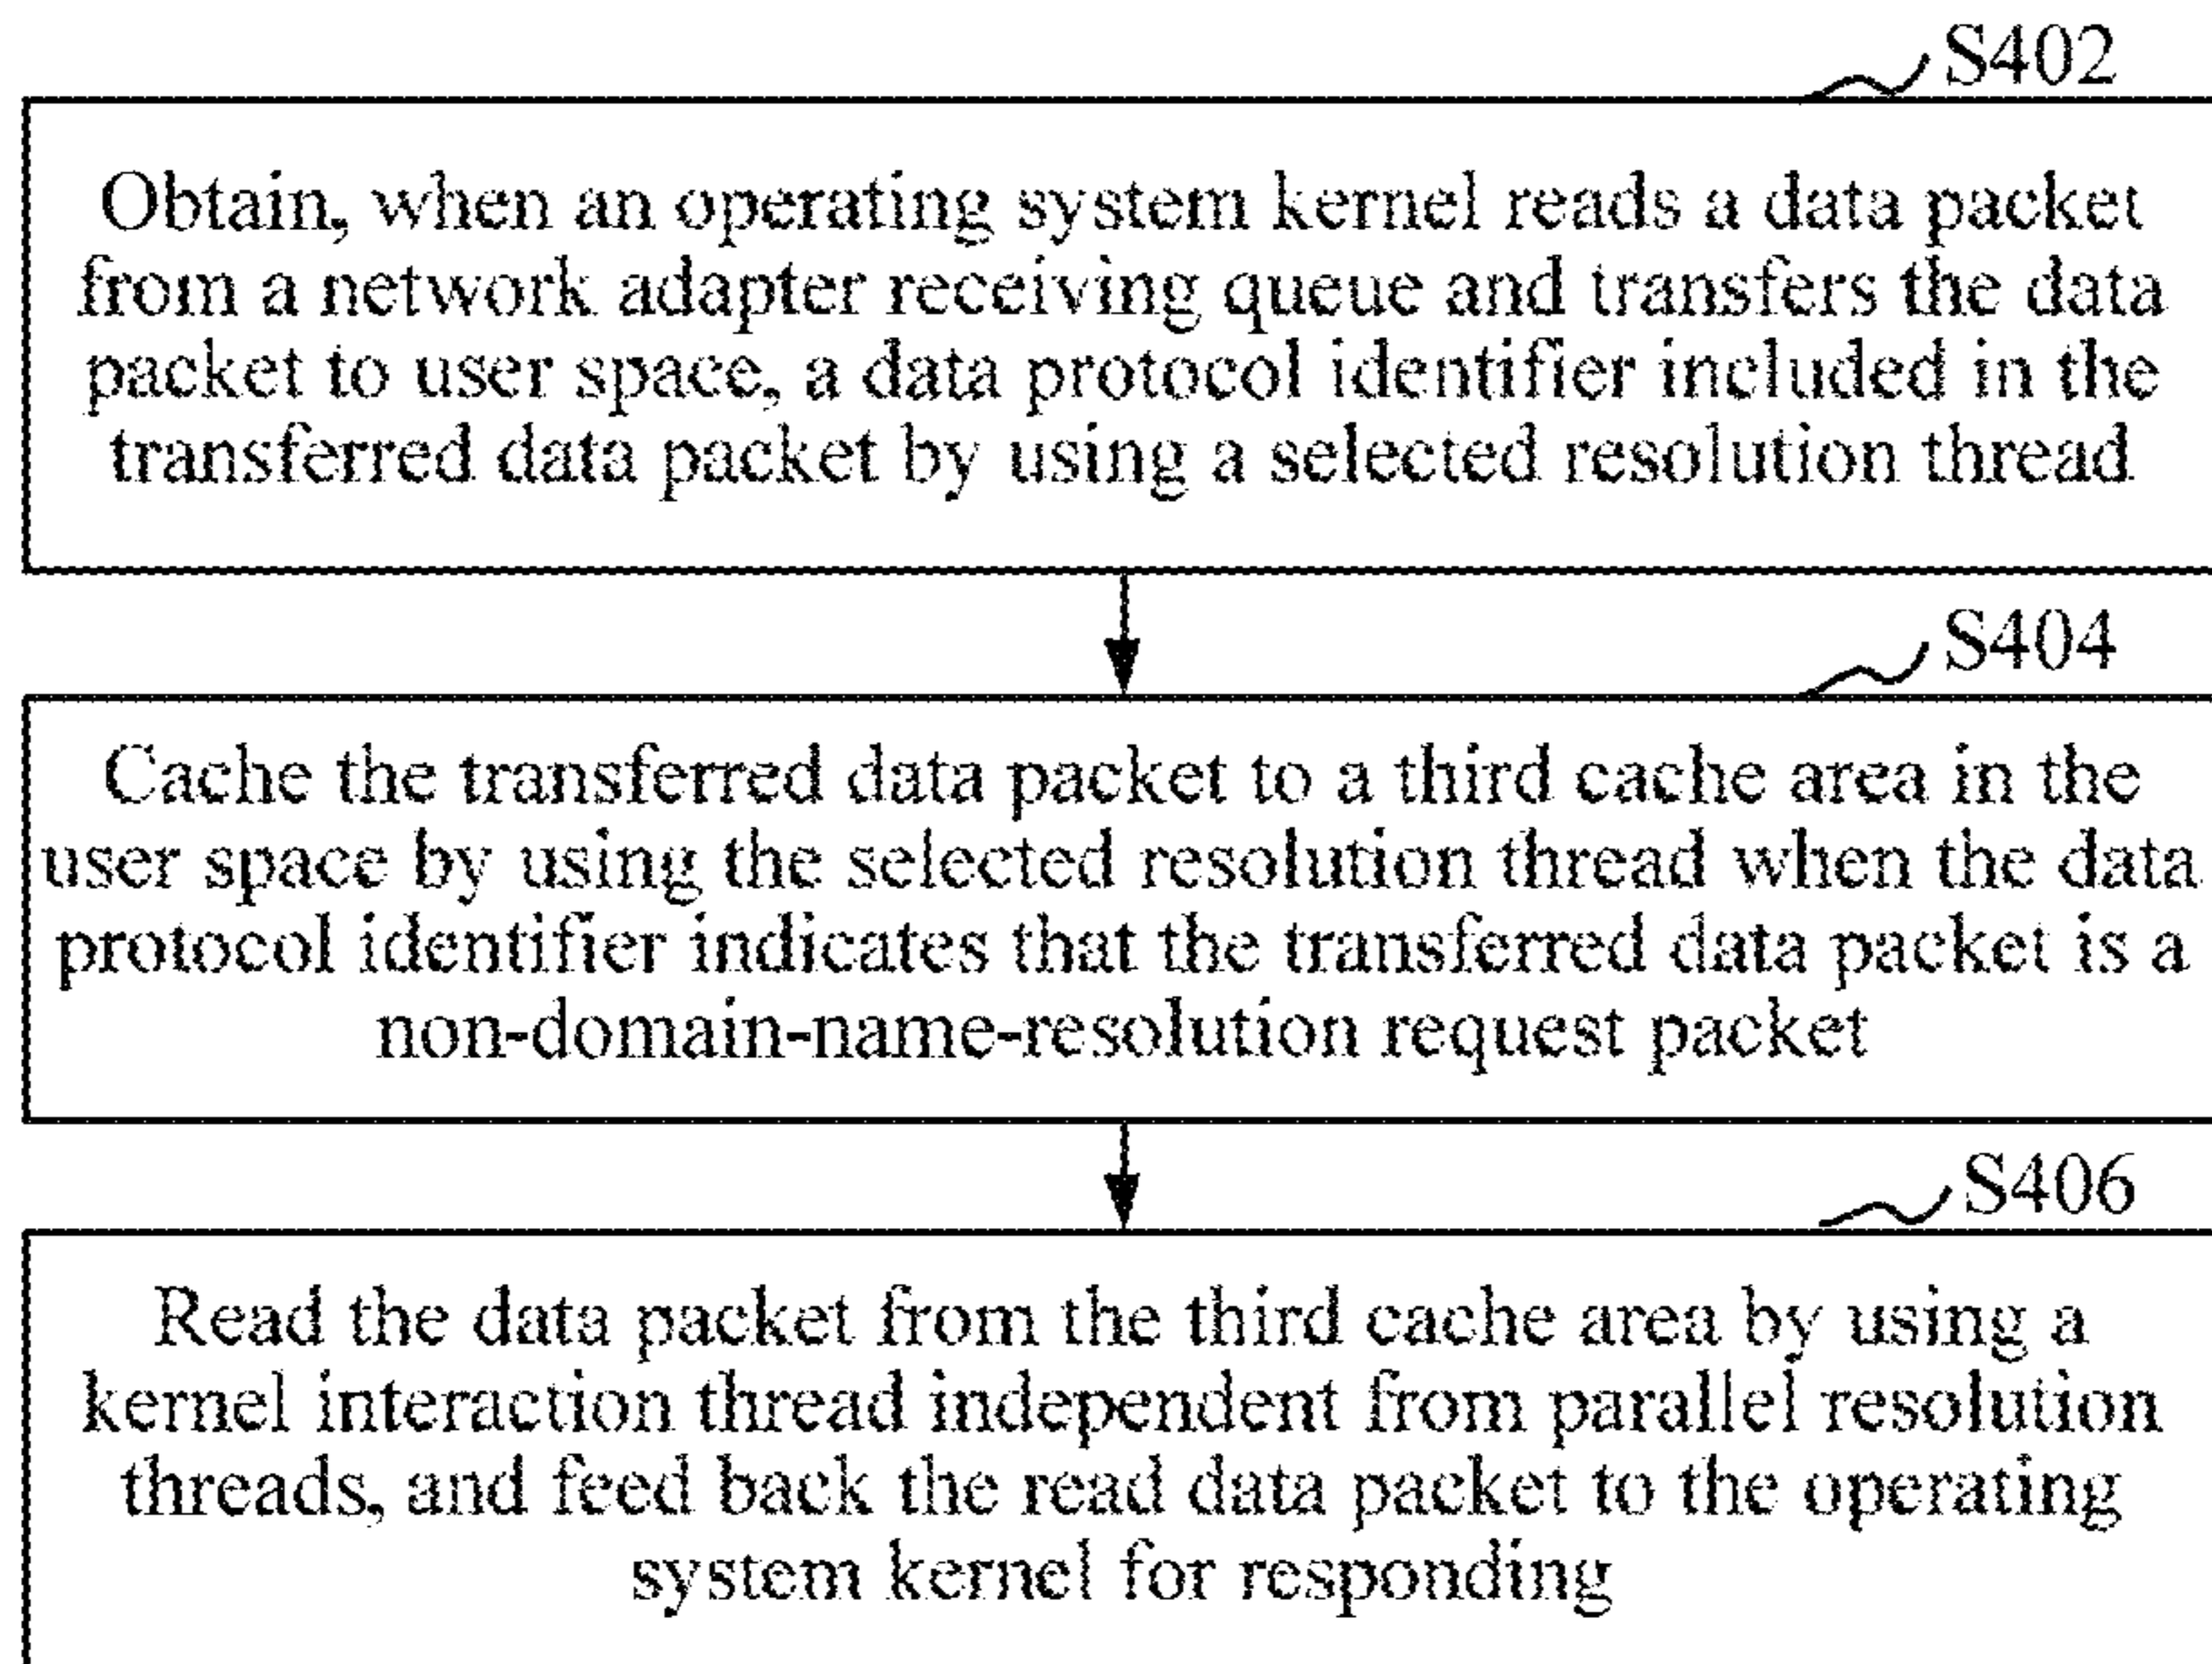 S402
Obtain, when an operating system kernel reads a data packet
from a network adapter receiving queue and transfers the data
packet to user space, a data protocol identifier included in the
transferred data packet by using a selected resolution thread
S404
Cache the transferred data packet to a third cache area in the
user space by using the selected resolution thread when the data
protocol identifier indicates that the transferred data packet is a
non-domain-name-resolution request packet
S406
Read the data packet from the third cache area by using a
kernel interaction thread independent from parallel resolution
threads, and feed back the read data packet to the operating
system kernel for responding